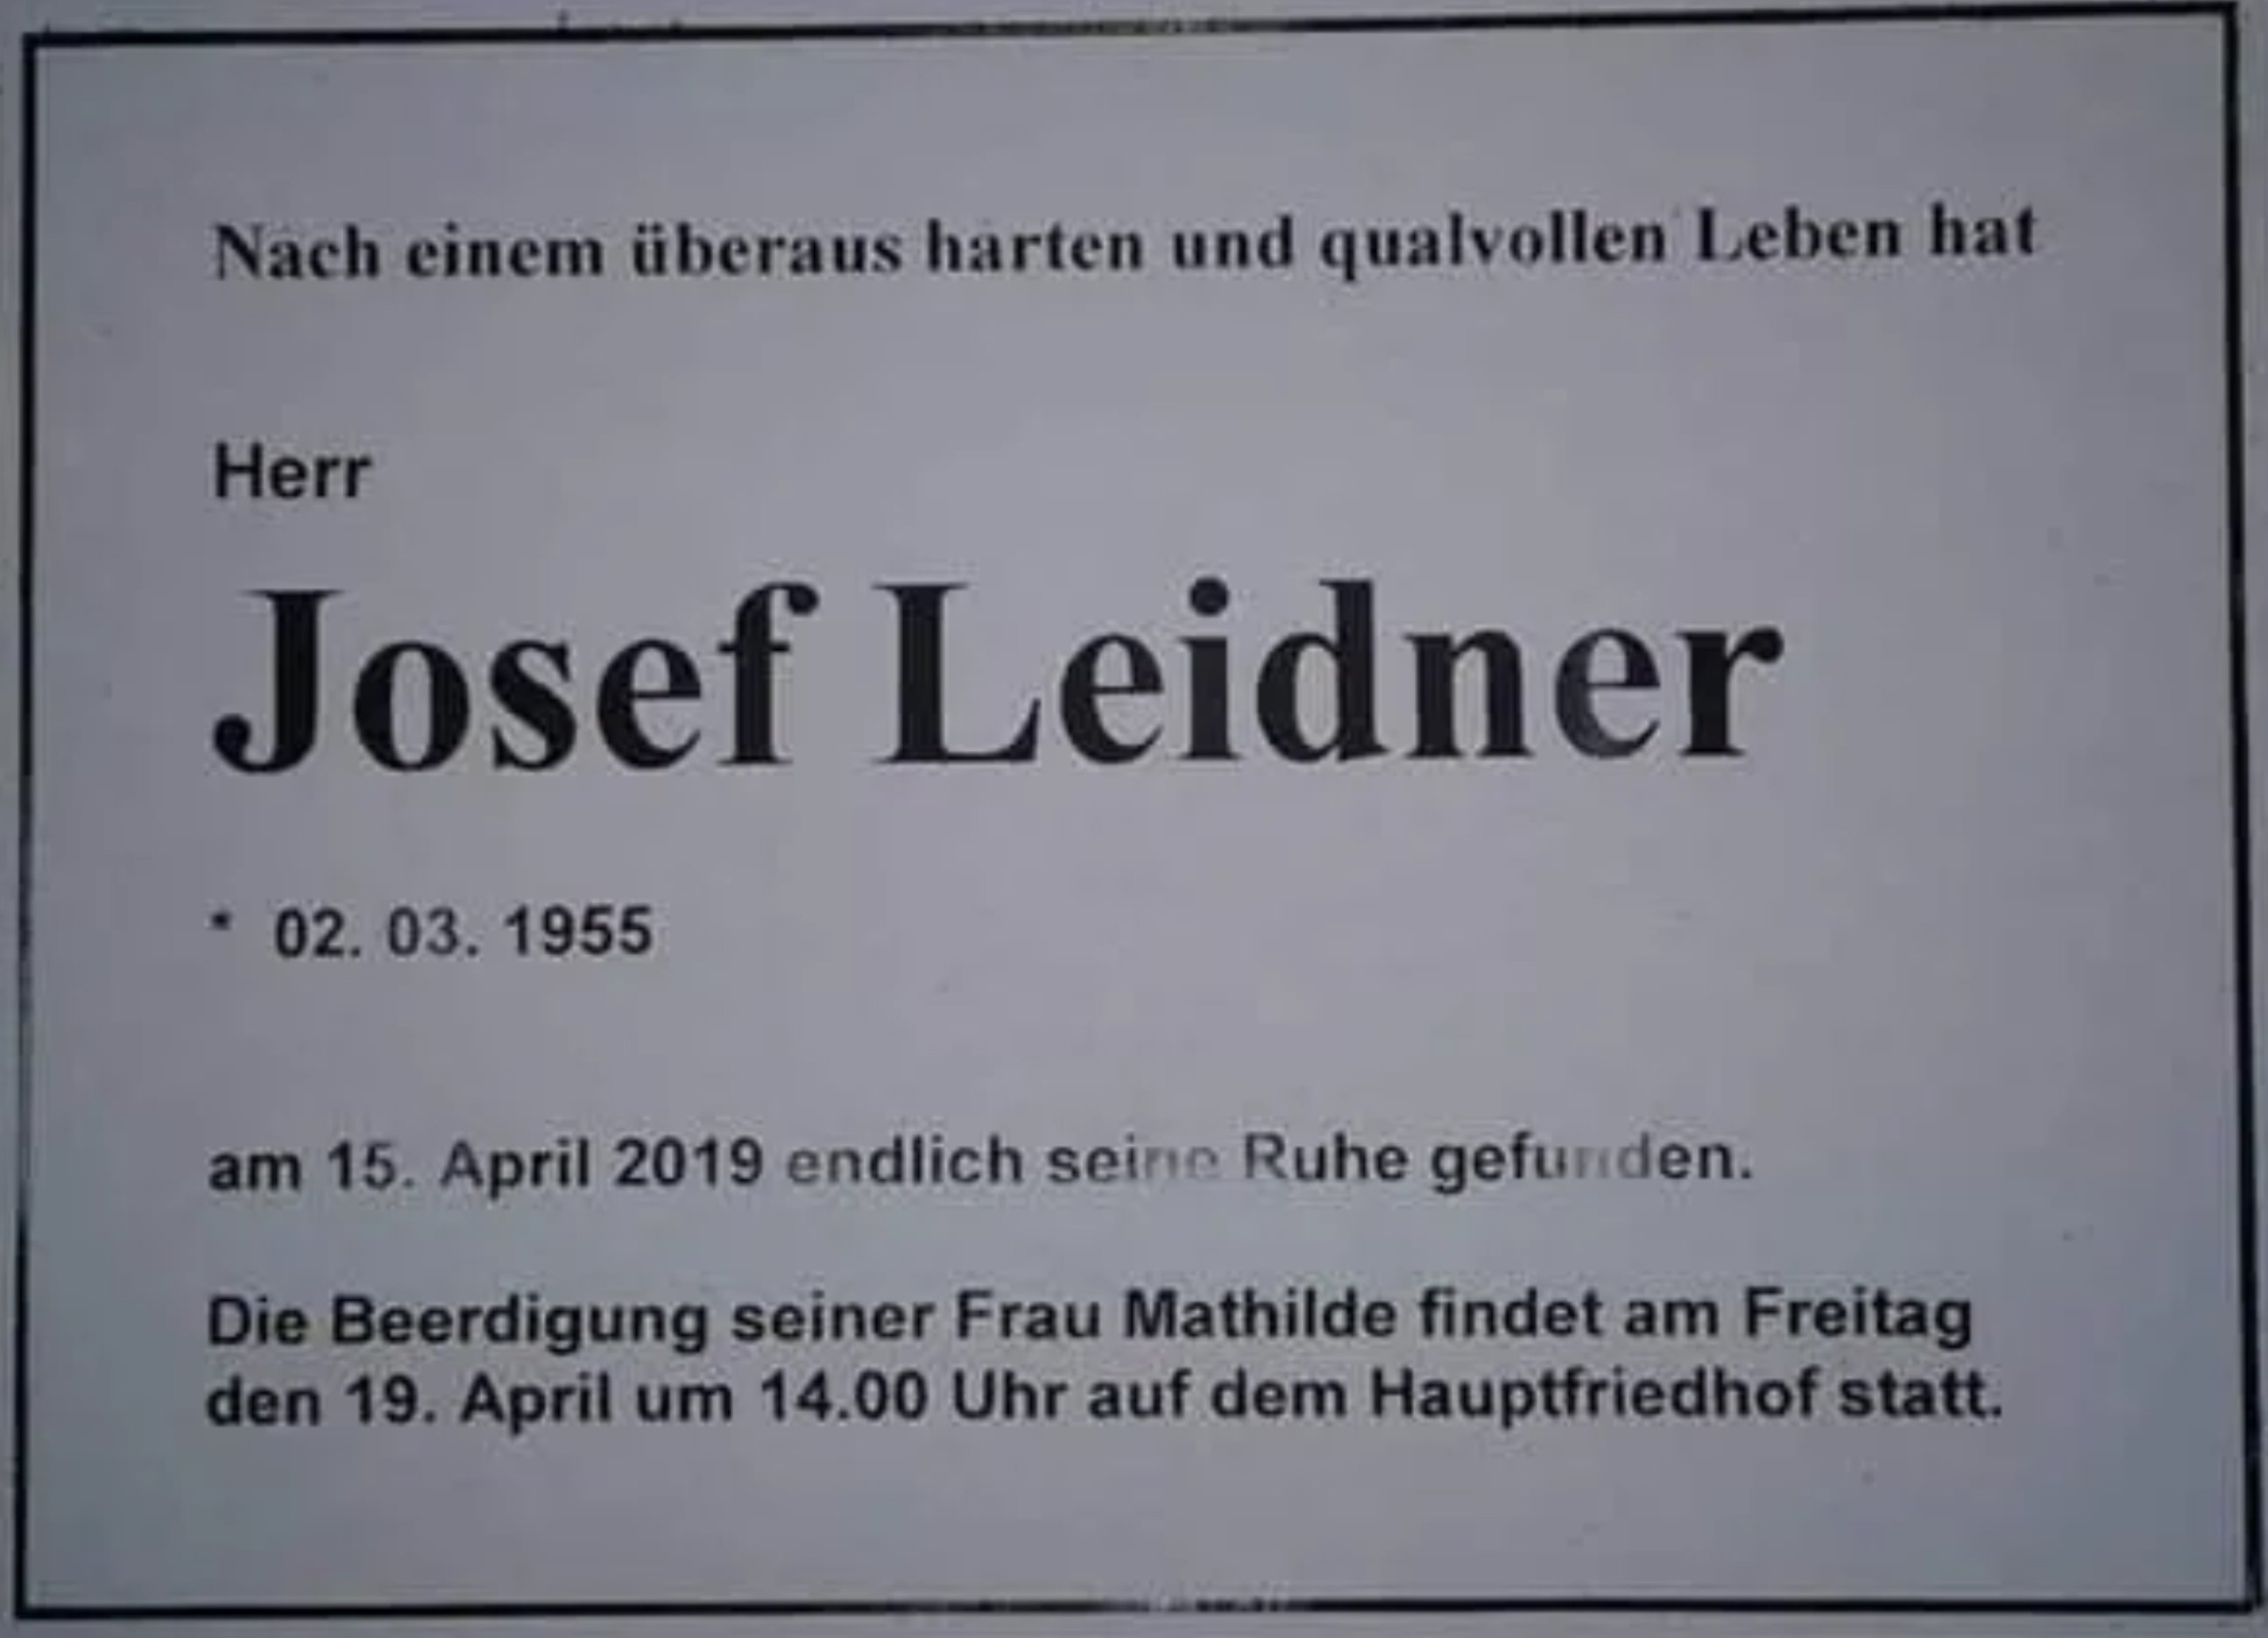 Nach einem überaus harten und qualvollen Leben hat
Herr
Josef Leidner
* 02. 03. 1955
am 15. April 2019 endlich seine Ruhe gefunden.
Die Beerdigung seiner Frau Mathilde findet am Freitag
den 19. April um 14.00 Uhr auf dem Hauptfriedhof statt.